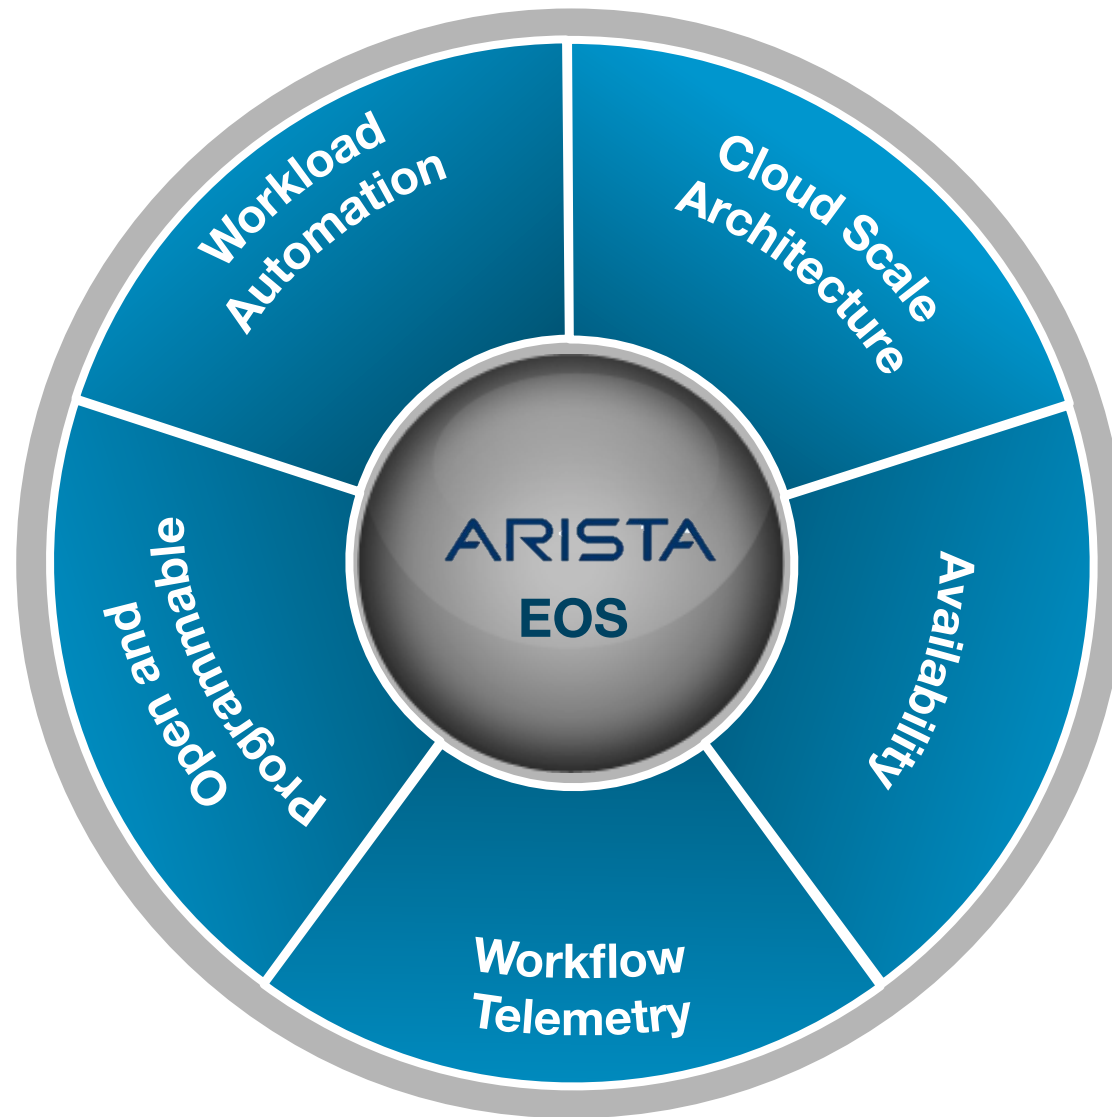 Workload
Automation
Cloud Scale
Architecture
Availability
Workflow
Telemetry
Open and
Programmable
ARISTA
EOS